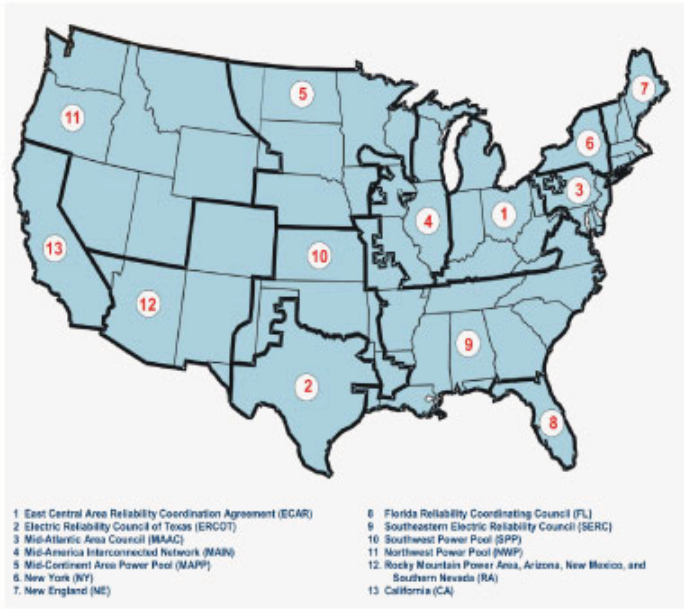 7
5
11
6
3
1
4
13
10
12
9
2
8
1 East Central Area Reliability Coordination Agreement (ECAR)
2 Electric Reliability Council of Texas (ERCOT)
3 Mid-Atlantic Area Council (MAAC)
4 Mid-America Interconnected Network (MAIN)
5 Mid-Continent Area Power Pool (MAPP)
6. New York (NY)
7. New England (NE)
8 Florida Reliability Coordinating Council (FL)
9 Southeastern Electric Reliability Council (SERC)
10 Southwest Power Pool (SPP)
11 Northwest Power Pool (NWP)
12. Rocky Mountain Power Area, Arizona, New Mexico, and
Southern Nevada (RA)
13 California (CA)